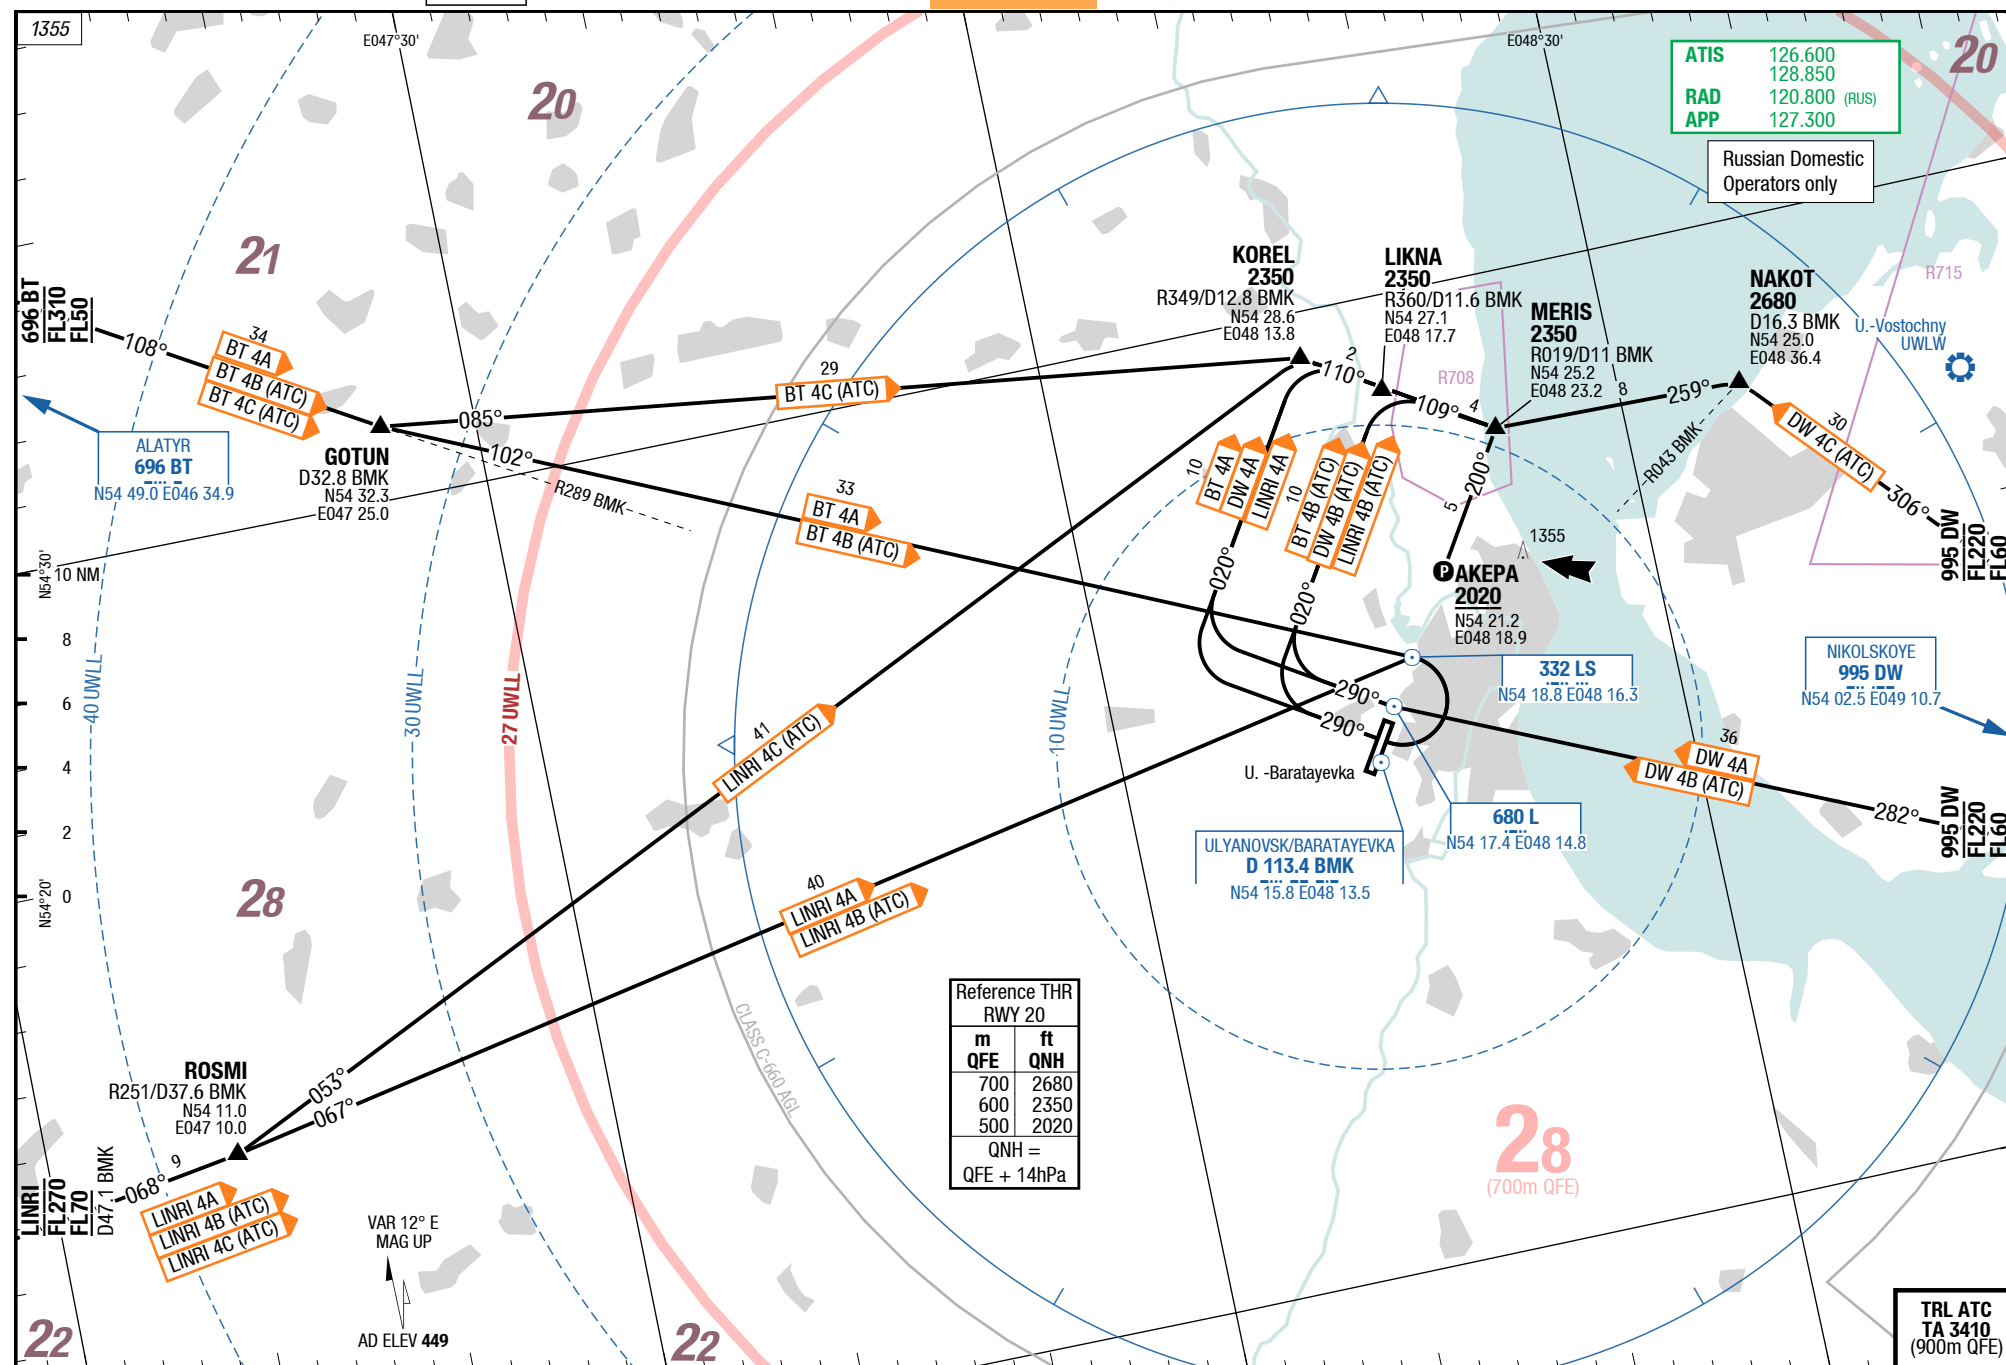 1355
E047°30'
E048°30'
20
20
21
28
22
22
ATIS 126.600
128.850
RAD 120.800 (RUS)
APP 127.300
Russian Domestic
Operators only
696 BT
FL310
FL50
108°
34
BT 4A
BT 4B (ATC)
BT 4C (ATC)
ALATYR
696 BT
N54 49.0 E046 34.9
GOTUN
D32.8 BMK
N54 32.3
E047 25.0
085°
102°
R289 BMK
29
BT 4C (ATC)
33
BT 4A
BT 4B (ATC)
KOREL
2350
R349/D12.8 BMK
N54 28.6
E048 13.8
LIKNA
2350
R360/D11.6 BMK
N54 27.1
E048 17.7
MERIS
2350
R019/D11 BMK
N54 25.2
E048 23.2
NAKOT
2680
D16.3 BMK
N54 25.0
E048 36.4
U.-Vostochny
UWLW
R715
R708
2
110°
109°
4
8
259°
R043 BMK
30
DW 4C (ATC)
306°
995 DW
FL220
FL60
200°
5
10
BT 4A
DW 4A
LINRI 4A
10
BT 4B (ATC)
DW 4B (ATC)
LINRI 4B (ATC)
020°
020°
1355
P
AKEPA
2020
N54 21.2
E048 18.9
N54°30'
10 NM
8
6
4
2
0
N54°20'
40 UWLL
30 UWLL
27 UWLL
10 UWLL
332 LS
N54 18.8 E048 16.3
NIKOLSKOYE
995 DW
N54 02.5 E049 10.7
290°
290°
U. -Baratayevka
41
LINRI 4C (ATC)
36
DW 4A
DW 4B (ATC)
282°
995 DW
FL220
FL60
680 L
N54 17.4 E048 14.8
ULYANOVSK/BARATAYEVKA
D 113.4 BMK
N54 15.8 E048 13.5
40
LINRI 4A
LINRI 4B (ATC)
CLASS C-660 AGL
Reference THR
RWY 20
m ft
QFE QNH
700 2680
600 2350
500 2020
QNH =
QFE + 14hPa
28
(700m QFE)
ROSMI
R251/D37.6 BMK
N54 11.0
E047 10.0
053°
067°
LINRI
FL270
FL70
D47.1 BMK
068°
9
LINRI 4A
LINRI 4B (ATC)
LINRI 4C (ATC)
VAR 12° E
MAG UP
AD ELEV 449
TRL ATC
TA 3410
(900m QFE)